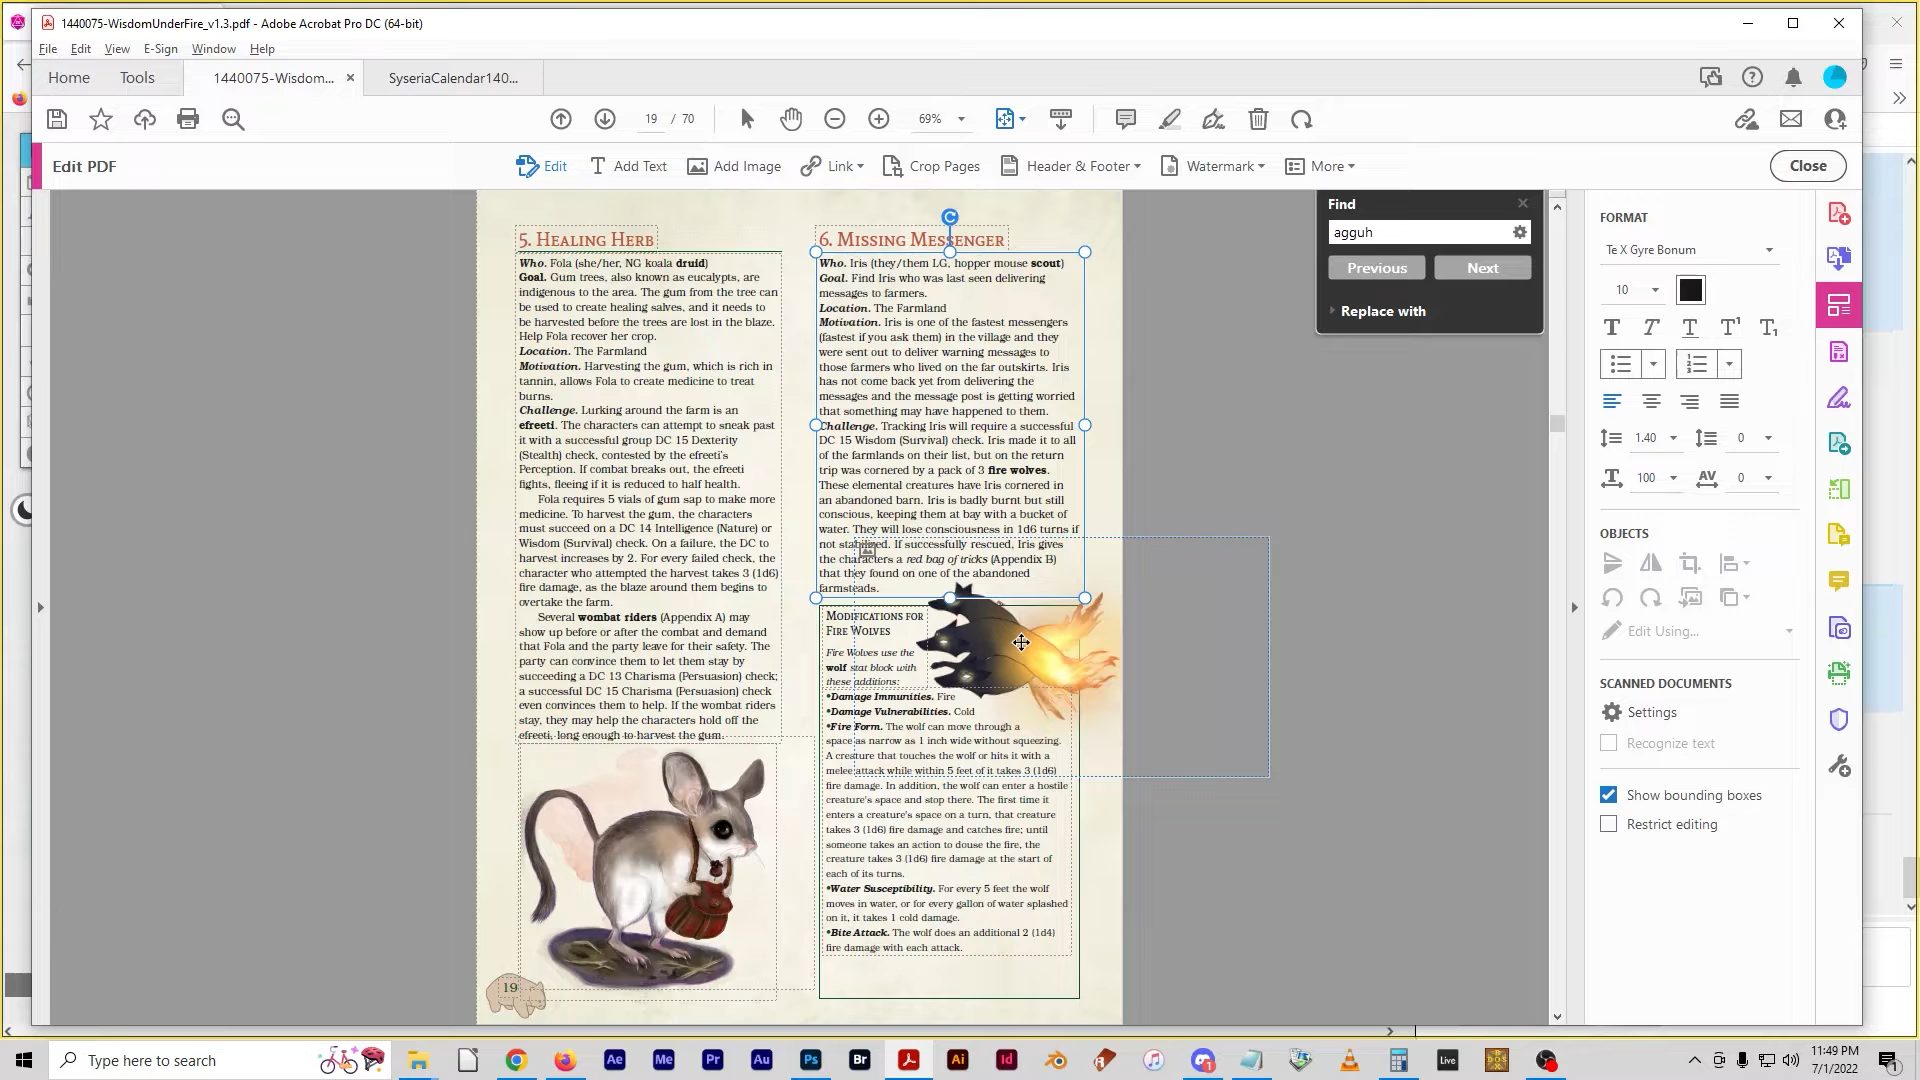 1440075-WisdomUnderFire_v1.3.pdf - Adobe Acrobat Pro DC (64-bit)
File Edit View E-Sign Window Help
Home Tools 1440075-Wisdom... SyseriaCalendar140...
19 / 70 69%
Edit PDF Edit Add Text Add Image Link Crop Pages Header & Footer Watermark More Close
5. Healing Herb
Who. Fola (she/her, NG koala druid)
Goal. Gum trees, also known as eucalypts, are
indigenous to the area. The gum from the tree can
be used to create healing salves, and it needs to
be harvested before the trees are lost in the blaze.
Help Fola recover her crop.
Location. The Farmland
Motivation. Harvesting the gum, which is rich in
tannin, allows Fola to create medicine to treat
burns.
Challenge. Lurking around the farm is an
efreeti. The characters can attempt to sneak past
it with a successful group DC 15 Dexterity
(Stealth) check, contested by the efreeti's
Perception. If combat breaks out, the efreeti
fights, fleeing if it is reduced to half health.
Fola requires 5 vials of gum sap to make more
medicine. To harvest the gum, the characters
must succeed on a DC 14 Intelligence (Nature) or
Wisdom (Survival) check. On a failure, the DC to
harvest increases by 2. For every failed check, the
character who attempted the harvest takes 3 (1d6)
fire damage, as the blaze around them begins to
overtake the farm.
Several wombat riders (Appendix A) may
show up before or after the combat and demand
that Fola and the party leave for their safety. The
party can convince them to let them stay by
succeeding a DC 13 Charisma (Persuasion) check;
a successful DC 15 Charisma (Persuasion) check
even convinces them to help. If the wombat riders
stay, they may help the characters hold off the
efreeti, long enough to harvest the gum.
19
6. Missing Messenger
Who. Iris (they/them LG, hopper mouse scout)
Goal. Find Iris who was last seen delivering
messages to farmers.
Location. The Farmland
Motivation. Iris is one of the fastest messengers
(fastest if you ask them) in the village and they
were sent out to deliver warning messages to
those farmers who lived on the far outskirts. Iris
has not come back yet from delivering the
messages and the message post is getting worried
that something may have happened to them.
Challenge. Tracking Iris will require a successful
DC 15 Wisdom (Survival) check. Iris made it to all
of the farmlands on their list, but on the return
trip was cornered by a pack of 3 fire wolves.
These elemental creatures have Iris cornered in
an abandoned barn. Iris is badly burnt but still
conscious, keeping them at bay with a bucket of
water. They will lose consciousness in 1d6 turns if
not stabilized. If successfully rescued, Iris gives
the characters a red bag of tricks (Appendix B)
that they found on one of the abandoned
farmsteads.
Modifications for
Fire Wolves
Fire Wolves use the
wolf stat block with
these additions:
•Damage Immunities. Fire
•Damage Vulnerabilities. Cold
•Fire Form. The wolf can move through a
space as narrow as 1 inch wide without squeezing.
A creature that touches the wolf or hits it with a
melee attack while within 5 feet of it takes 3 (1d6)
fire damage. In addition, the wolf can enter a hostile
creature's space and stop there. The first time it
enters a creature's space on a turn, that creature
takes 3 (1d6) fire damage and catches fire; until
someone takes an action to douse the fire, the
creature takes 3 (1d6) fire damage at the start of
each of its turns.
•Water Susceptibility. For every 5 feet the wolf
moves in water, or for every gallon of water splashed
on it, it takes 1 cold damage.
•Bite Attack. The wolf does an additional 2 (1d4)
fire damage with each attack.
Find
agguh
Previous Next
Replace with
FORMAT
Te X Gyre Bonum
10
1.40 0
100 0
OBJECTS
Edit Using...
SCANNED DOCUMENTS
Settings
Recognize text
Show bounding boxes
Restrict editing
Type here to search
Ae Me Pr Au Ps Br Ai Id Live
11:49 PM
7/1/2022